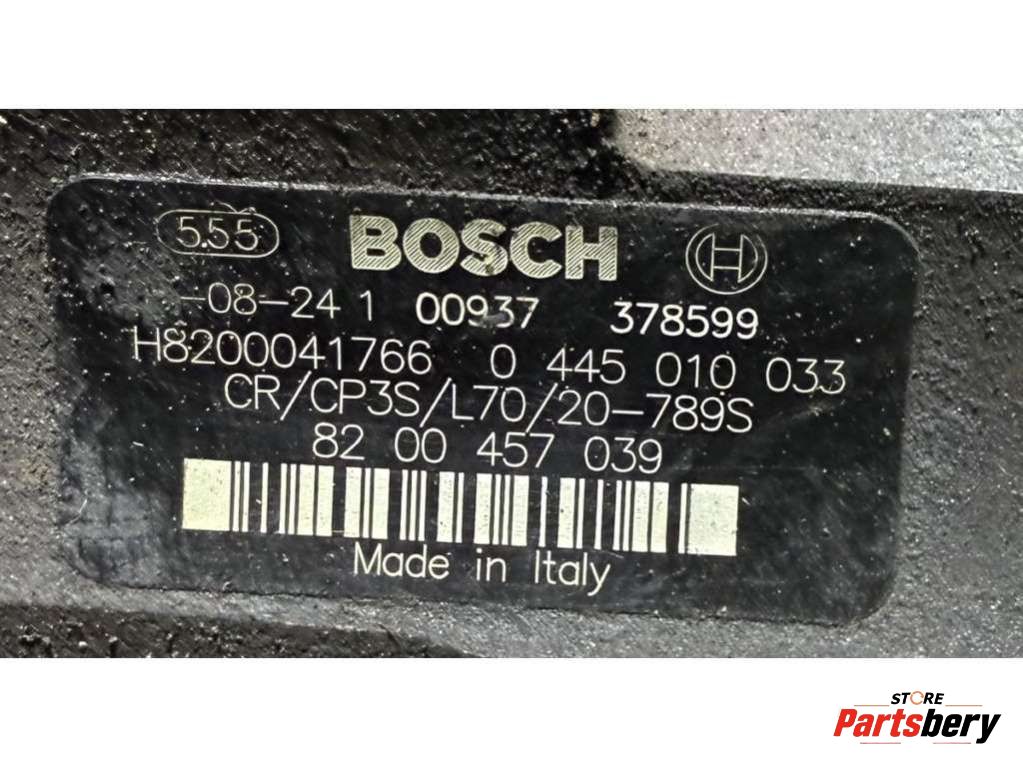 555 BOSCH
-08-24 1 00937 378599
H8200041766 0 445 010 033
CR/CP3S/L70/20-789S
82 00 457 039
Made in Italy
STORE
Partsbery